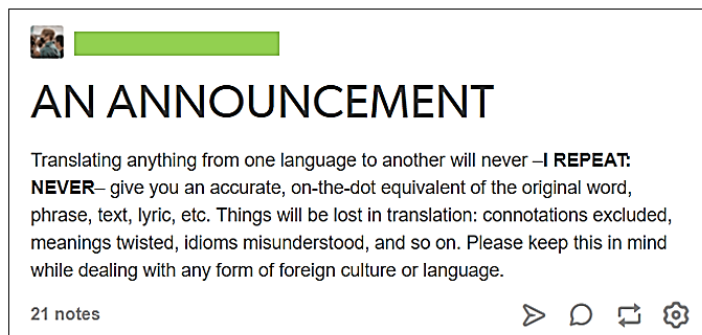 AN ANNOUNCEMENT
Translating anything from one language to another will never –I REPEAT:
NEVER– give you an accurate, on-the-dot equivalent of the original word,
phrase, text, lyric, etc. Things will be lost in translation: connotations excluded,
meanings twisted, idioms misunderstood, and so on. Please keep this in mind
while dealing with any form of foreign culture or language.
21 notes